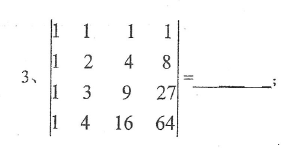 |1 1 1 1|
|1 2 4 8|
3、|1 3 9 27|=______;
|1 4 16 64|